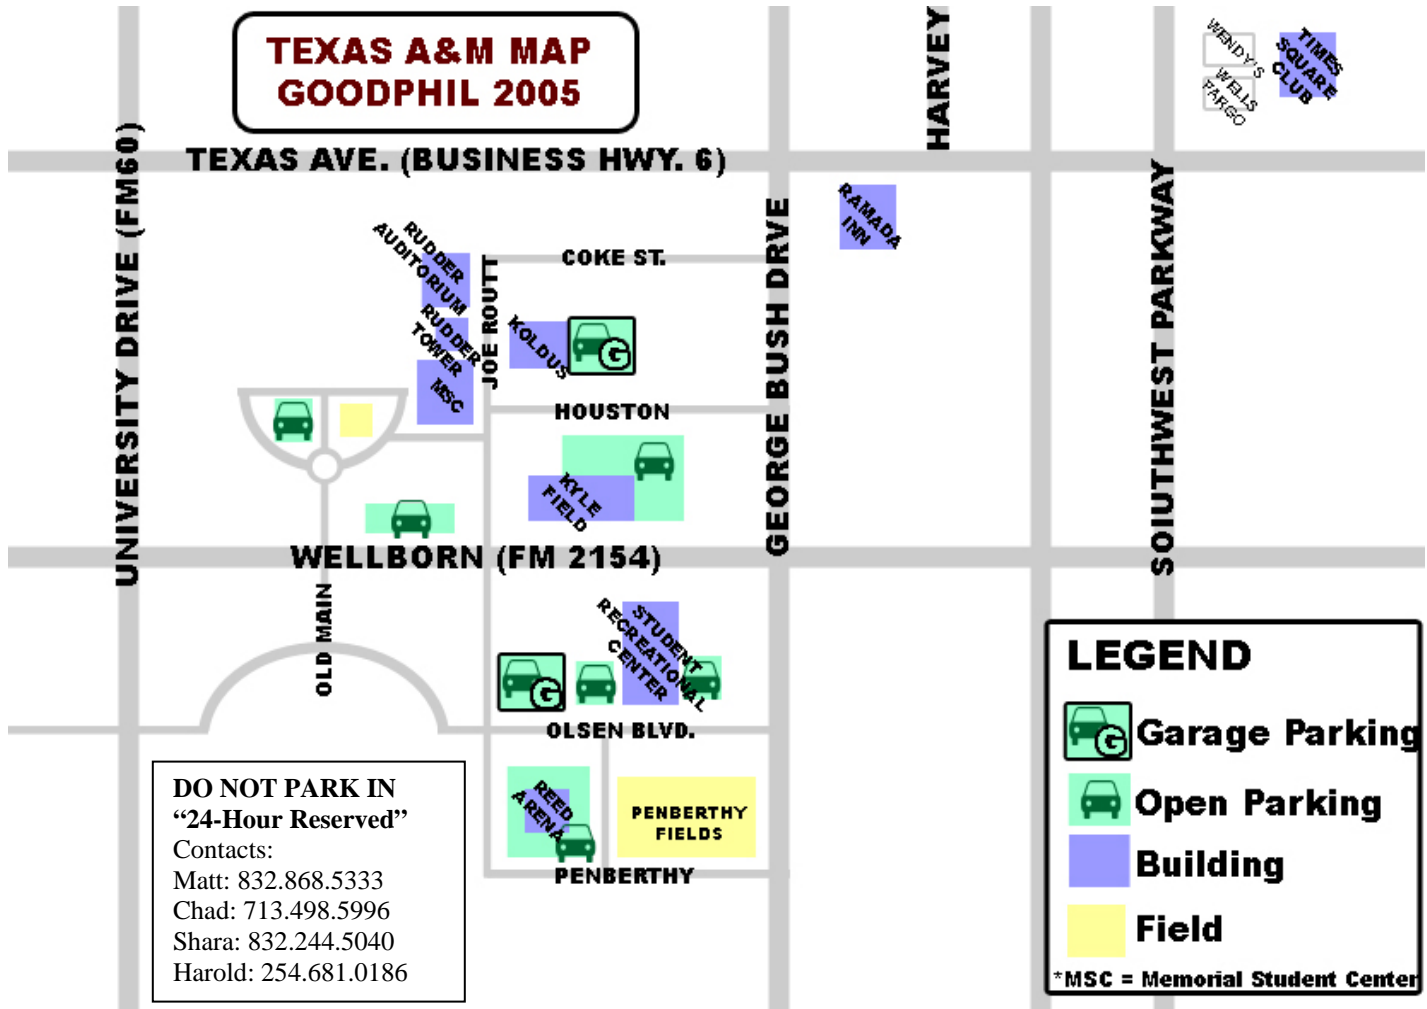 TEXAS A&M MAP
GOODPHIL 2005
HARVEY
WENDY'S
WELLS
FARGO
TIMES
SQUARE
CLUB
TEXAS AVE. (BUSINESS HWY. 6)
UNIVERSITY DRIVE (FM60)
RUDDER
AUDITORIUM
RUDDER
TOWER
MSC
JOE ROUTT
COKE ST.
KOLDUS
G
HOUSTON
KYLE
FIELD
GEORGE BUSH DRVE
RAMADA
INN
SOIUTHWEST PARKWAY
WELLBORN (FM 2154)
OLD MAIN
STUDENT
RECREATIONAL
CENTER
G
OLSEN BLVD.
REED
ARENA
PENBERTHY
FIELDS
PENBERTHY
DO NOT PARK IN
“24-Hour Reserved”
Contacts:
Matt: 832.868.5333
Chad: 713.498.5996
Shara: 832.244.5040
Harold: 254.681.0186
LEGEND
G
Garage Parking
Open Parking
Building
Field
*MSC = Memorial Student Center